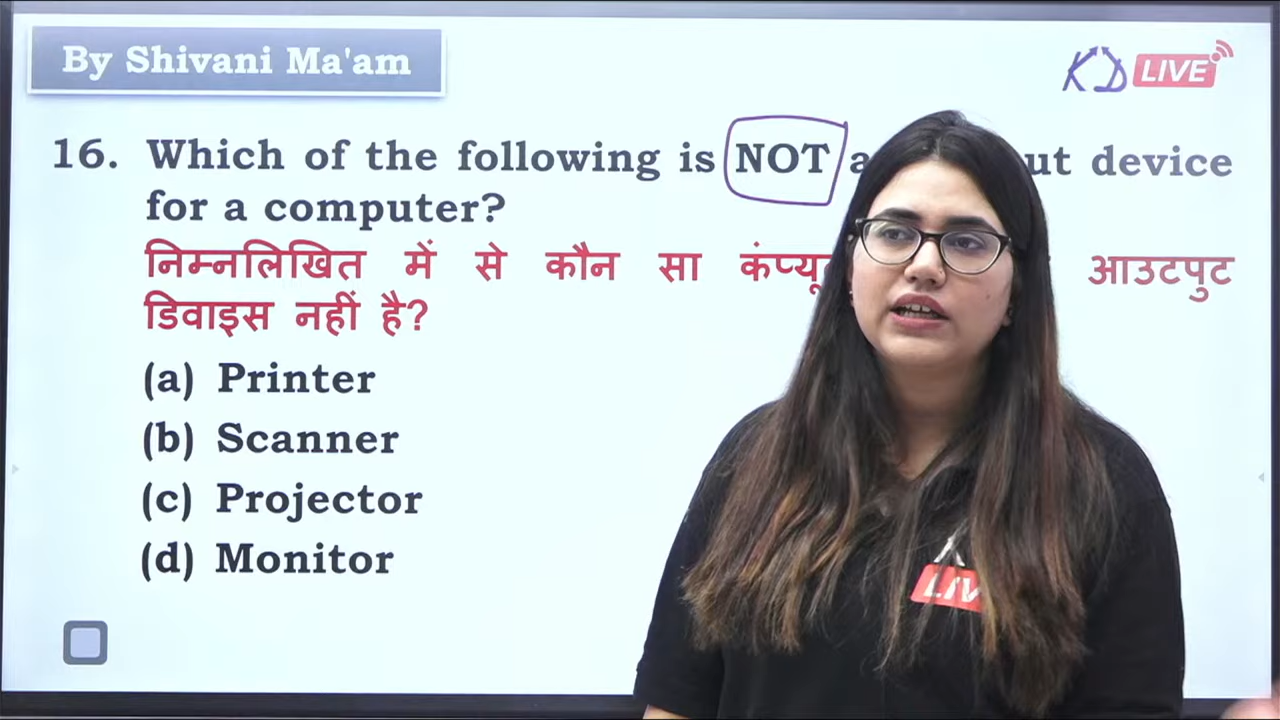 By Shivani Ma'am
KD LIVE
16. Which of the following is NOT a ut device
for a computer?
निम्नलिखित में से कौन सा आउटपुट
डिवाइस नहीं है?
(a) Printer
(b) Scanner
(c) Projector
(d) Monitor
LIV